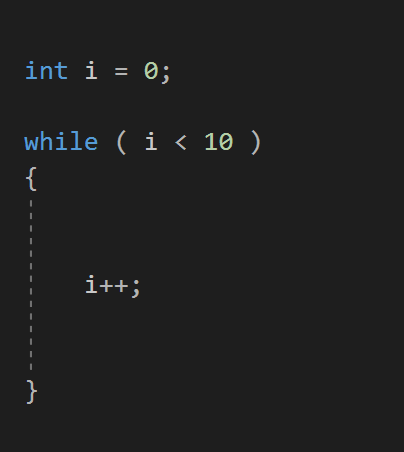 int i = 0;
while ( i < 10 )
{
i++;
}